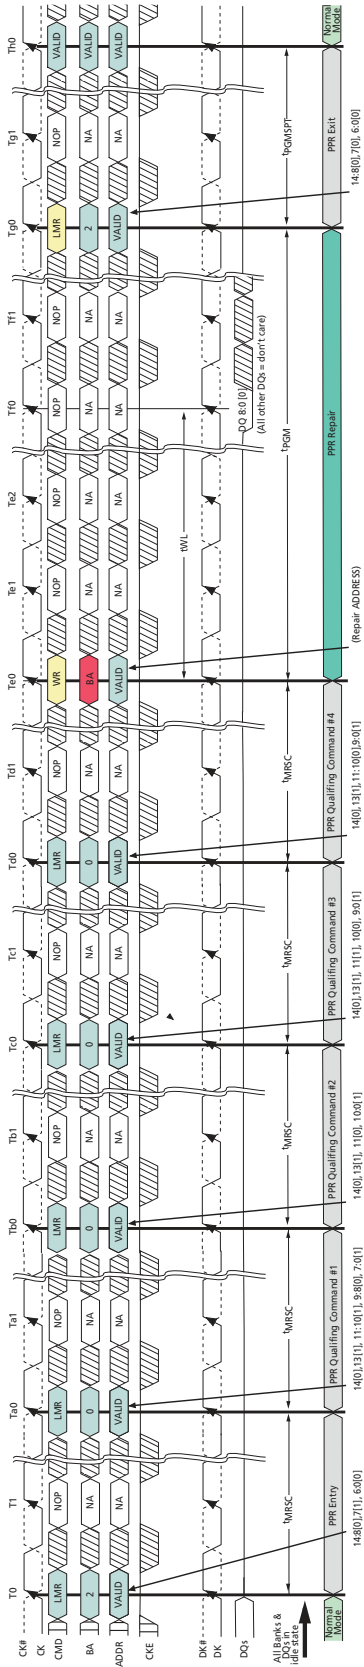 T0 T1 Ta0 Ta1 Tb0 Tb1 Tc0 Tc1 Td0 Td1 Te0 Te1 Te2 Tf0 Tf1 Tg0 Tg1 Th0
CK#
CK
CMD LMR NOP LMR NOP LMR NOP LMR NOP LMR NOP WR NOP NOP NOP NOP LMR NOP VALID
BA 2 NA 0 NA 0 NA 0 NA 0 NA BA NA NA NA NA 2 NA VALID
ADDR VALID NA VALID NA VALID NA VALID NA VALID NA VALID NA NA NA NA VALID NA VALID
CKE
tWL
DK#
DK
DQs
DQ 8:0 [0]
(All other DQs = don't care)
All Banks &
DQs in
idle state
tMRSC tMRSC tMRSC tMRSC tMRSC tPGM tPGMSPT
Normal
Mode
PPR Entry
PPR Qualifing Command #1
PPR Qualifing Command #2
PPR Qualifing Command #3
PPR Qualifing Command #4
PPR Repair
PPR Exit
Normal
Mode
14:8[0],7[1], 6:0[0]
14[0],13[1], 11:10[1], 9:8[0], 7:0[1]
14[0],13[1], 11[0], 10:0[1]
14[0],13[1], 11[1], 10[0], 9:0[1]
14[0],13[1], 11:10[0],9:0[1]
(Repair ADDRESS)
14:8[0],7[0], 6:0[0]